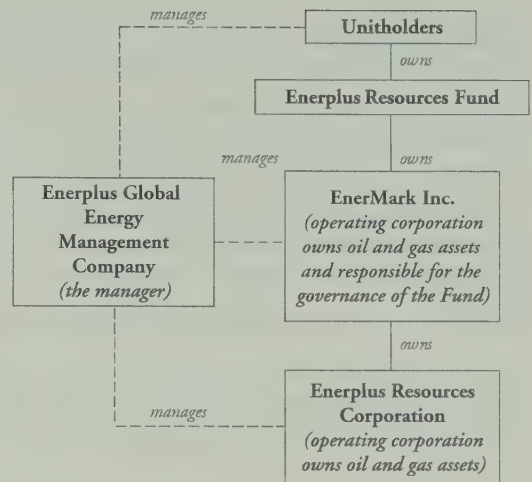 manages
Unitholders
owns
Enerplus Resources Fund
manages
owns
Enerplus Global
Energy
Management
Company
(the manager)
EnerMark Inc.
(operating corporation
owns oil and gas assets
and responsible for the
governance of the Fund)
owns
manages
Enerplus Resources
Corporation
(operating corporation
owns oil and gas assets)